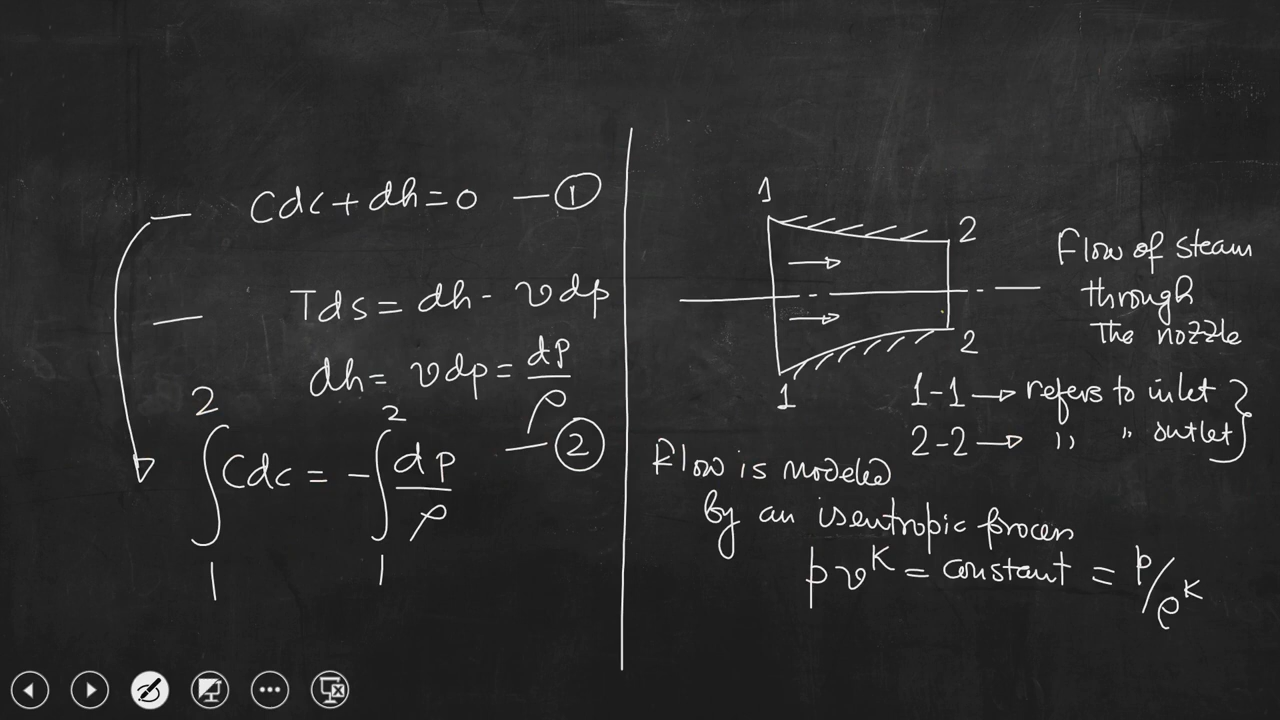 Cdc + dh = 0 — ①
Tds = dh - vdp
dh = vdp = dp/ρ — ②
∫₁² Cdc = - ∫₁² dp/ρ
1
2
1
2
Flow of steam
through
The nozzle
1-1 → refers to inlet
2-2 → ,, ,, outlet
Flow is modeled
by an isentropic process
pv^K = constant = p/ρ^K